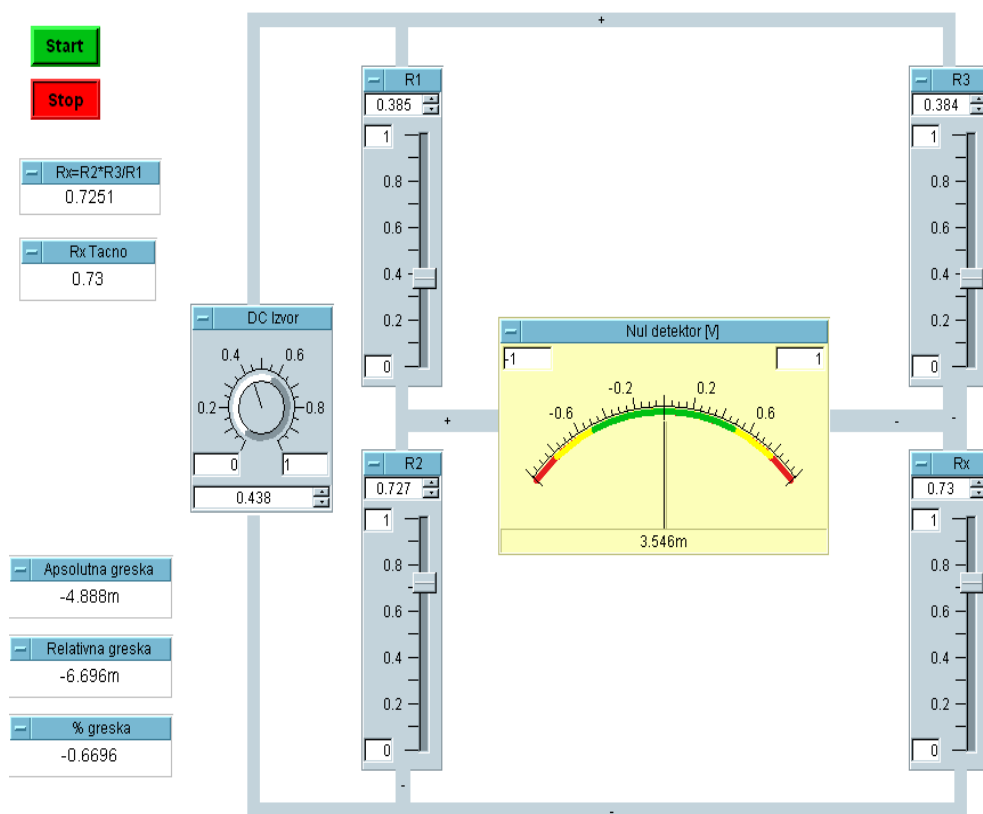 +
Start
Stop
R1
0.385
1
0.8
0.6
0.4
0.2
0
R3
0.384
1
0.8
0.6
0.4
0.2
0
Rx=R2*R3/R1
0.7251
Rx Tacno
0.73
DC Izvor
0.4 0.6
0.2 0.8
0 1
0.438
Nul detektor [V]
-1 1
-0.2 0.2
-0.6 0.6
3.546m
+ - -
R2
0.727
1
0.8
0.6
0.4
0.2
0
Rx
0.73
1
0.8
0.6
0.4
0.2
0
Apsolutna greska
-4.888m
Relativna greska
-6.696m
% greska
-0.6696
-
-